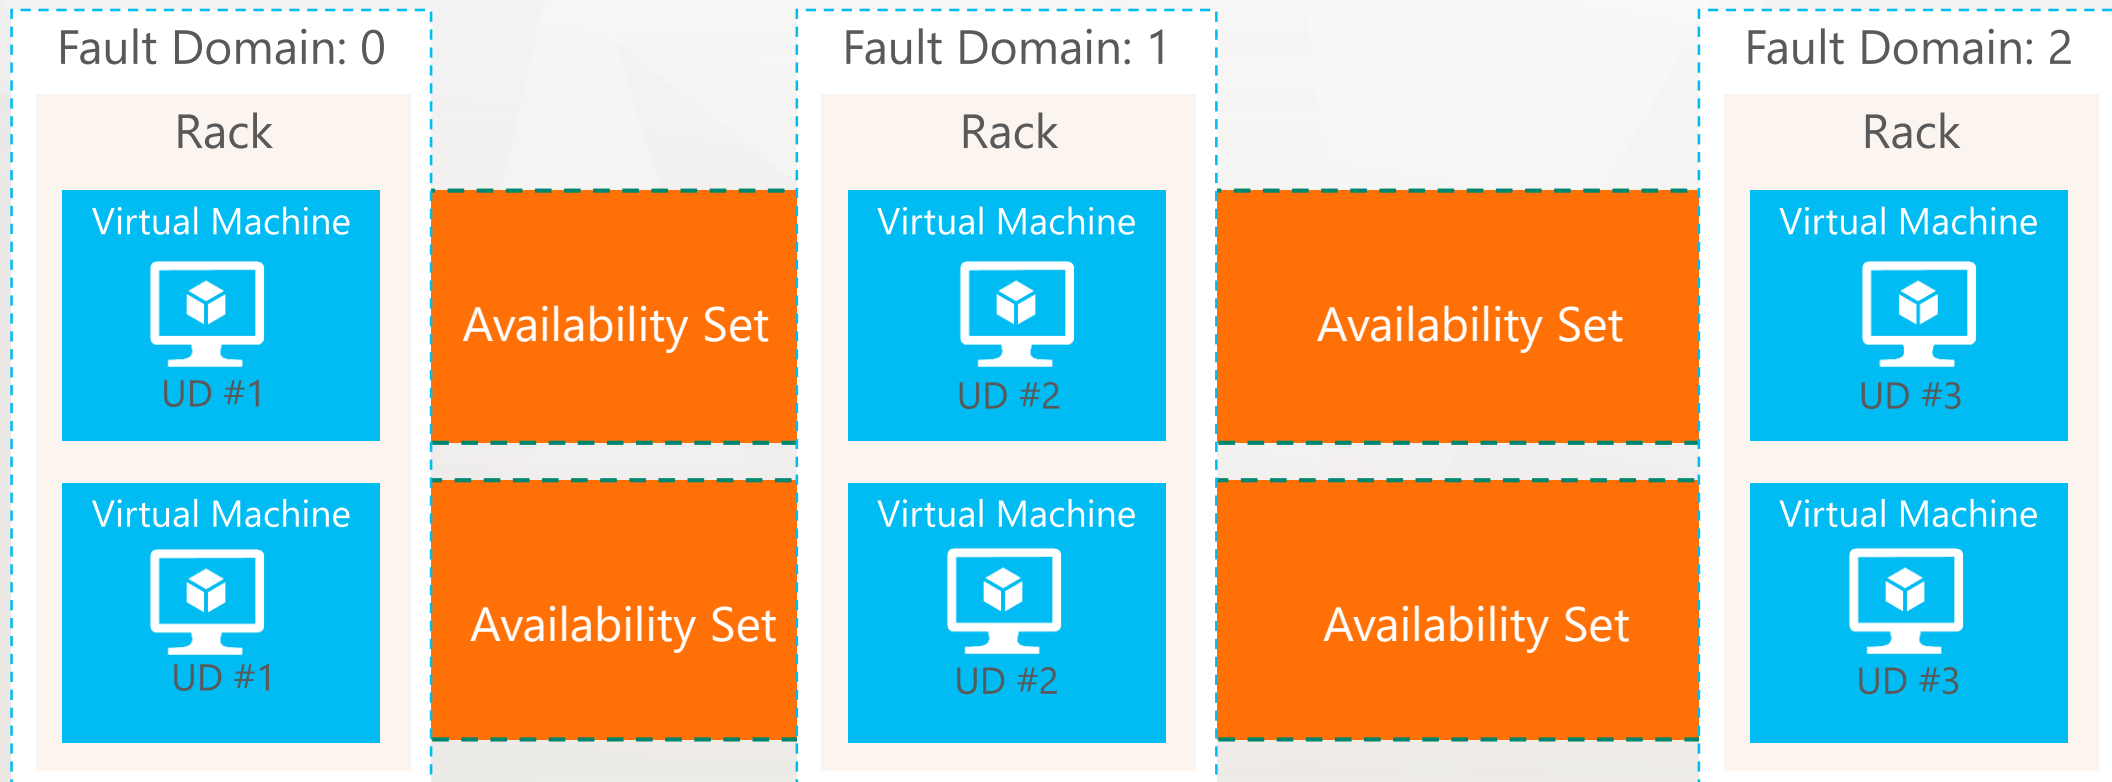 Fault Domain: 0
Rack
Virtual Machine
UD #1
Virtual Machine
UD #1
Availability Set
Availability Set
Fault Domain: 1
Rack
Virtual Machine
UD #2
Virtual Machine
UD #2
Availability Set
Availability Set
Fault Domain: 2
Rack
Virtual Machine
UD #3
Virtual Machine
UD #3